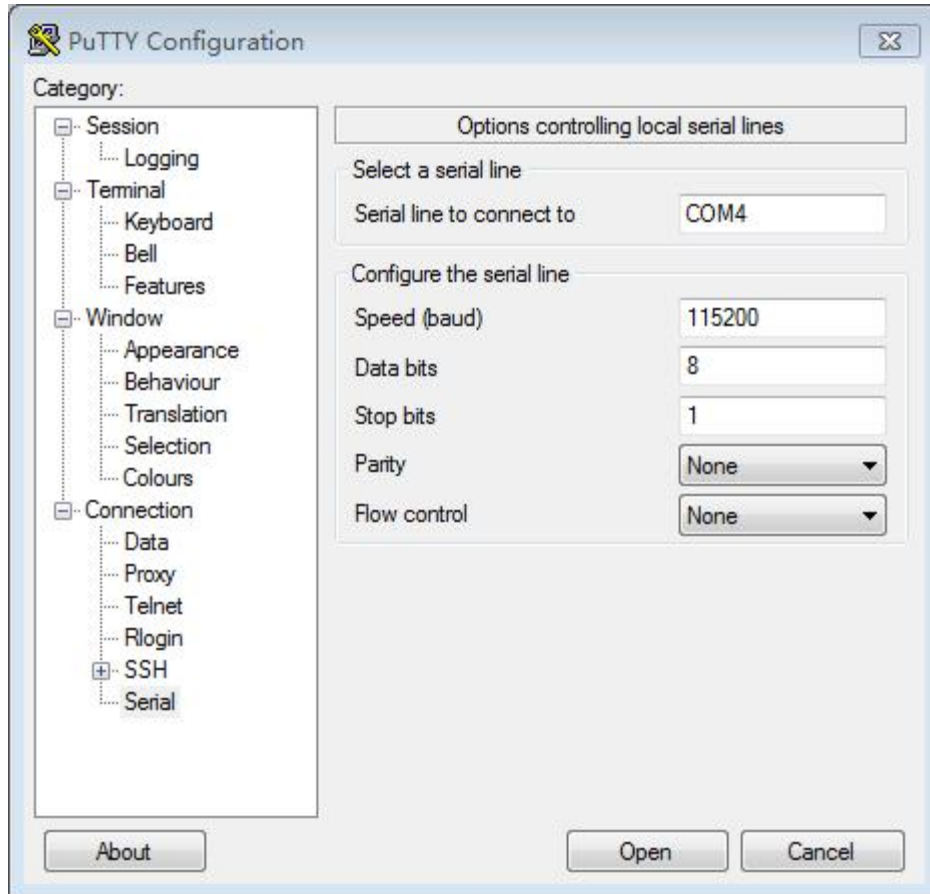 PuTTY Configuration
Category:
Session
Logging
Terminal
Keyboard
Bell
Features
Window
Appearance
Behaviour
Translation
Selection
Colours
Connection
Data
Proxy
Telnet
Rlogin
SSH
Serial
Options controlling local serial lines
Select a serial line
Serial line to connect to COM4
Configure the serial line
Speed (baud) 115200
Data bits 8
Stop bits 1
Parity None
Flow control None
About Open Cancel